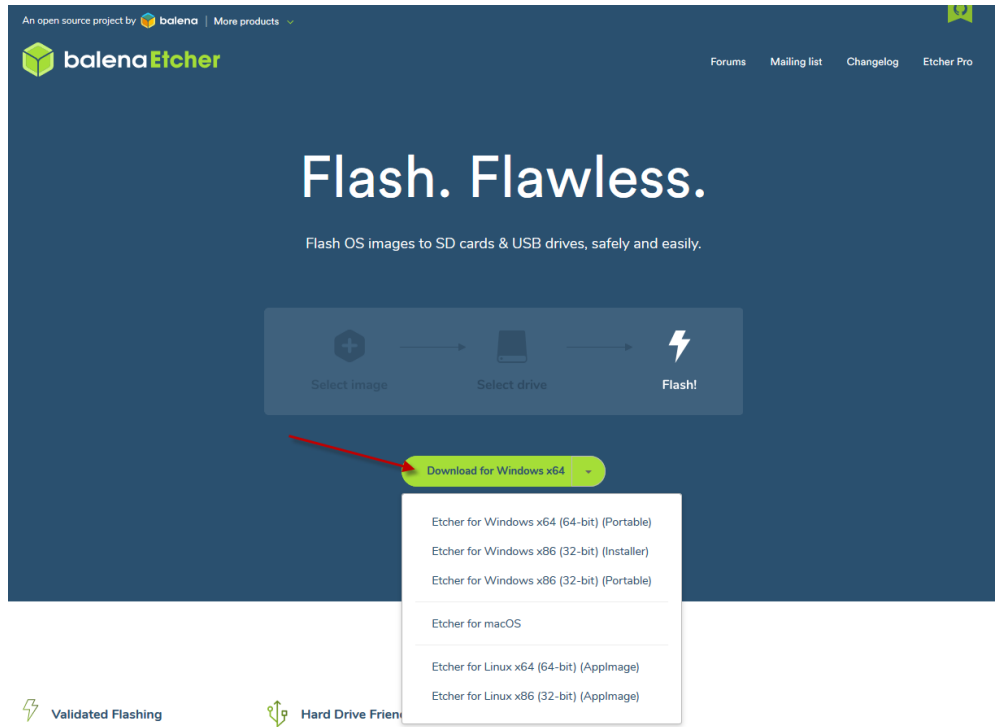 An open source project by balena | More products
balenaEtcher
Forums Mailing list Changelog Etcher Pro
Flash. Flawless.
Flash OS images to SD cards & USB drives, safely and easily.
Select image Select drive Flash!
Download for Windows x64
Etcher for Windows x64 (64-bit) (Portable)
Etcher for Windows x86 (32-bit) (Installer)
Etcher for Windows x86 (32-bit) (Portable)
Etcher for macOS
Etcher for Linux x64 (64-bit) (AppImage)
Etcher for Linux x86 (32-bit) (AppImage)
Validated Flashing Hard Drive Frien